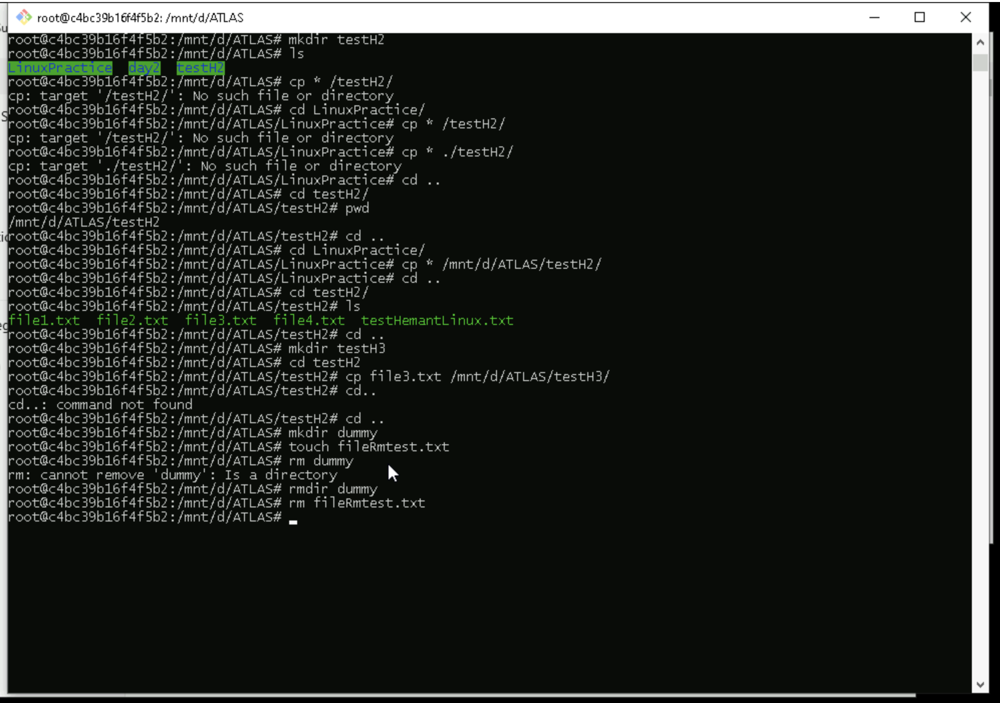 root@c4bc39b16f4f5b2: /mnt/d/ATLAS
root@c4bc39b16f4f5b2:/mnt/d/ATLAS# mkdir testH2
root@c4bc39b16f4f5b2:/mnt/d/ATLAS# ls
LinuxPractice  day2  testH2
root@c4bc39b16f4f5b2:/mnt/d/ATLAS# cp * /testH2/
cp: target '/testH2/': No such file or directory
root@c4bc39b16f4f5b2:/mnt/d/ATLAS# cd LinuxPractice/
root@c4bc39b16f4f5b2:/mnt/d/ATLAS/LinuxPractice# cp * /testH2/
cp: target '/testH2/': No such file or directory
root@c4bc39b16f4f5b2:/mnt/d/ATLAS/LinuxPractice# cp * ./testH2/
cp: target './testH2/': No such file or directory
root@c4bc39b16f4f5b2:/mnt/d/ATLAS/LinuxPractice# cd ..
root@c4bc39b16f4f5b2:/mnt/d/ATLAS# cd testH2/
root@c4bc39b16f4f5b2:/mnt/d/ATLAS/testH2# pwd
/mnt/d/ATLAS/testH2
root@c4bc39b16f4f5b2:/mnt/d/ATLAS/testH2# cd ..
root@c4bc39b16f4f5b2:/mnt/d/ATLAS# cd LinuxPractice/
root@c4bc39b16f4f5b2:/mnt/d/ATLAS/LinuxPractice# cp * /mnt/d/ATLAS/testH2/
root@c4bc39b16f4f5b2:/mnt/d/ATLAS/LinuxPractice# cd ..
root@c4bc39b16f4f5b2:/mnt/d/ATLAS# cd testH2/
root@c4bc39b16f4f5b2:/mnt/d/ATLAS/testH2# ls
file1.txt  file2.txt  file3.txt  file4.txt  testHemantLinux.txt
root@c4bc39b16f4f5b2:/mnt/d/ATLAS/testH2# cd ..
root@c4bc39b16f4f5b2:/mnt/d/ATLAS# mkdir testH3
root@c4bc39b16f4f5b2:/mnt/d/ATLAS# cd testH2
root@c4bc39b16f4f5b2:/mnt/d/ATLAS/testH2# cp file3.txt /mnt/d/ATLAS/testH3/
root@c4bc39b16f4f5b2:/mnt/d/ATLAS/testH2# cd..
cd..: command not found
root@c4bc39b16f4f5b2:/mnt/d/ATLAS/testH2# cd ..
root@c4bc39b16f4f5b2:/mnt/d/ATLAS# mkdir dummy
root@c4bc39b16f4f5b2:/mnt/d/ATLAS# touch fileRmtest.txt
root@c4bc39b16f4f5b2:/mnt/d/ATLAS# rm dummy
rm: cannot remove 'dummy': Is a directory
root@c4bc39b16f4f5b2:/mnt/d/ATLAS# rmdir dummy
root@c4bc39b16f4f5b2:/mnt/d/ATLAS# rm fileRmtest.txt
root@c4bc39b16f4f5b2:/mnt/d/ATLAS#